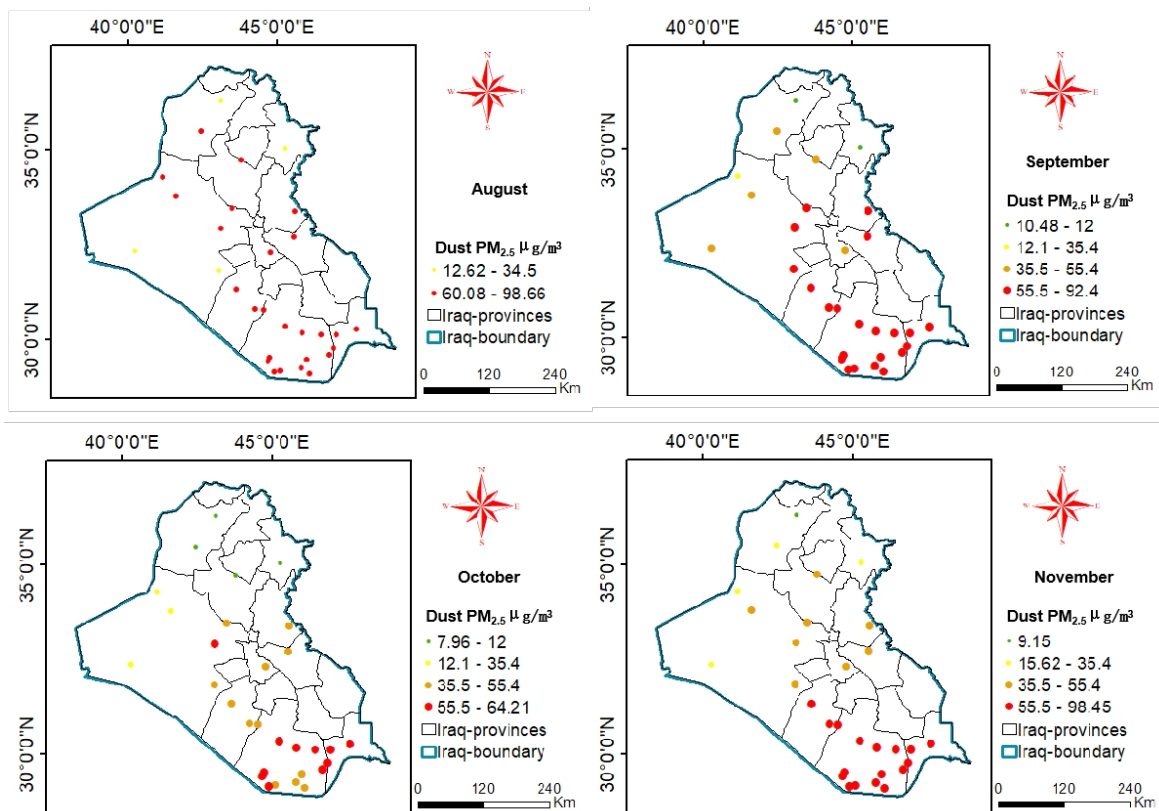 40°0'0"E 45°0'0"E
N
W E
S
35°0'0"N
30°0'0"N
August
Dust PM2.5 μg/m³
12.62 - 34.5
60.08 - 98.66
Iraq-provinces
Iraq-boundary
0 120 240
Km
40°0'0"E 45°0'0"E
N
W E
S
35°0'0"N
30°0'0"N
September
Dust PM2.5 μg/m³
10.48 - 12
12.1 - 35.4
35.5 - 55.4
55.5 - 92.4
Iraq-provinces
Iraq-boundary
0 120 240
Km
40°0'0"E 45°0'0"E
N
W E
S
35°0'0"N
30°0'0"N
October
Dust PM2.5 μg/m³
7.96 - 12
12.1 - 35.4
35.5 - 55.4
55.5 - 64.21
Iraq-provinces
Iraq-boundary
0 120 240
Km
40°0'0"E 45°0'0"E
N
W E
S
35°0'0"N
30°0'0"N
November
Dust PM2.5 μg/m³
9.15
15.62 - 35.4
35.5 - 55.4
55.5 - 98.45
Iraq-provinces
Iraq-boundary
0 120 240
Km